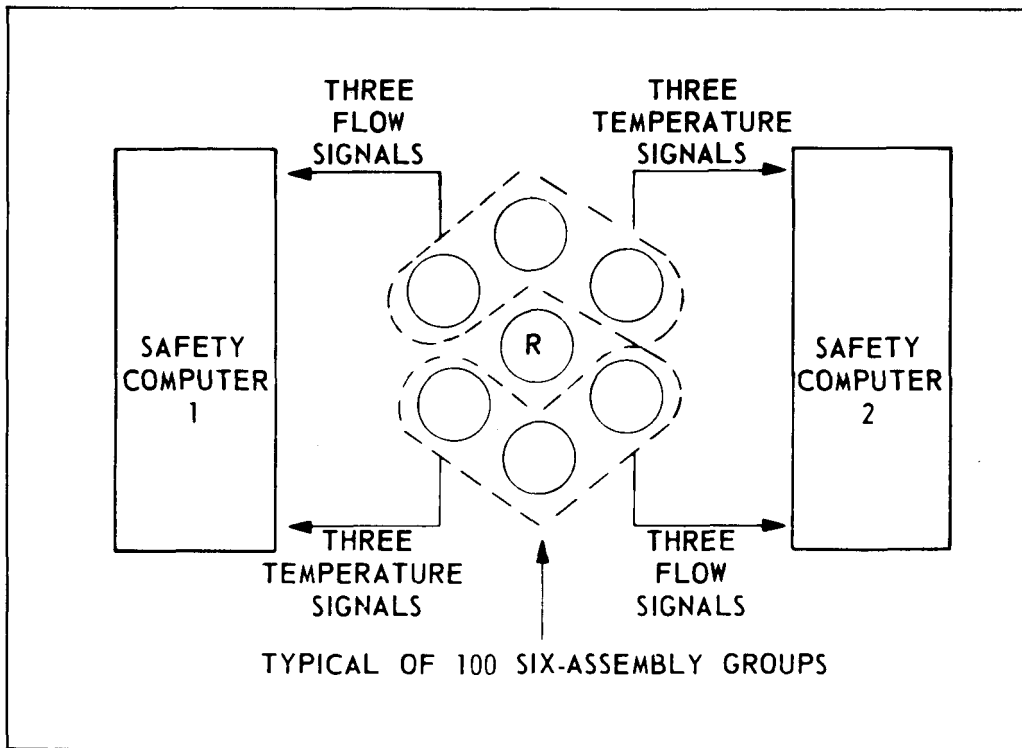 THREE
FLOW
SIGNALS
THREE
TEMPERATURE
SIGNALS
SAFETY
COMPUTER
1
R
SAFETY
COMPUTER
2
THREE
TEMPERATURE
SIGNALS
THREE
FLOW
SIGNALS
TYPICAL OF 100 SIX-ASSEMBLY GROUPS